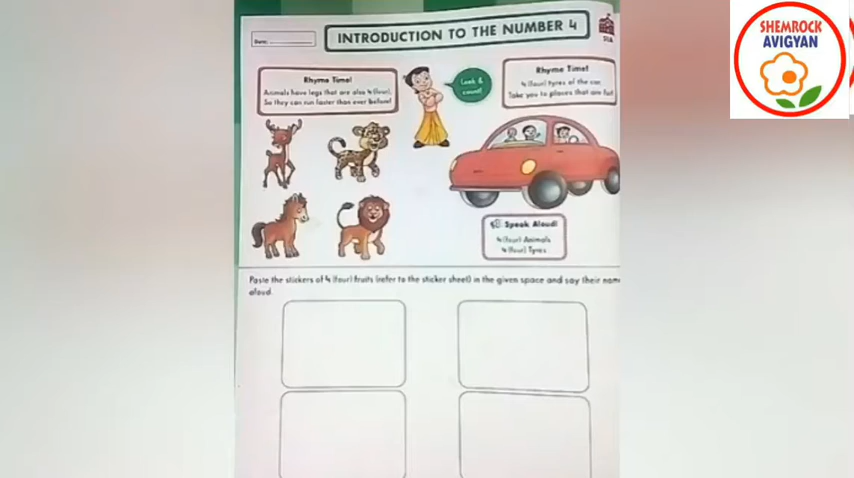 Date:
INTRODUCTION TO THE NUMBER 4
Rhyme Time!
Animals have legs that are also 4 (four),
So they can run faster than ever before!
Look &
count!
Rhyme Time!
4 (four) tyres of the car,
Take you to places that are far!
Speak Aloud!
4 (four) Animals
4 (four) Tyres
Paste the stickers of 4 (four) fruits (refer to the sticker sheet) in the given space and say their nam
aloud.
SHEMROCK
AVIGYAN